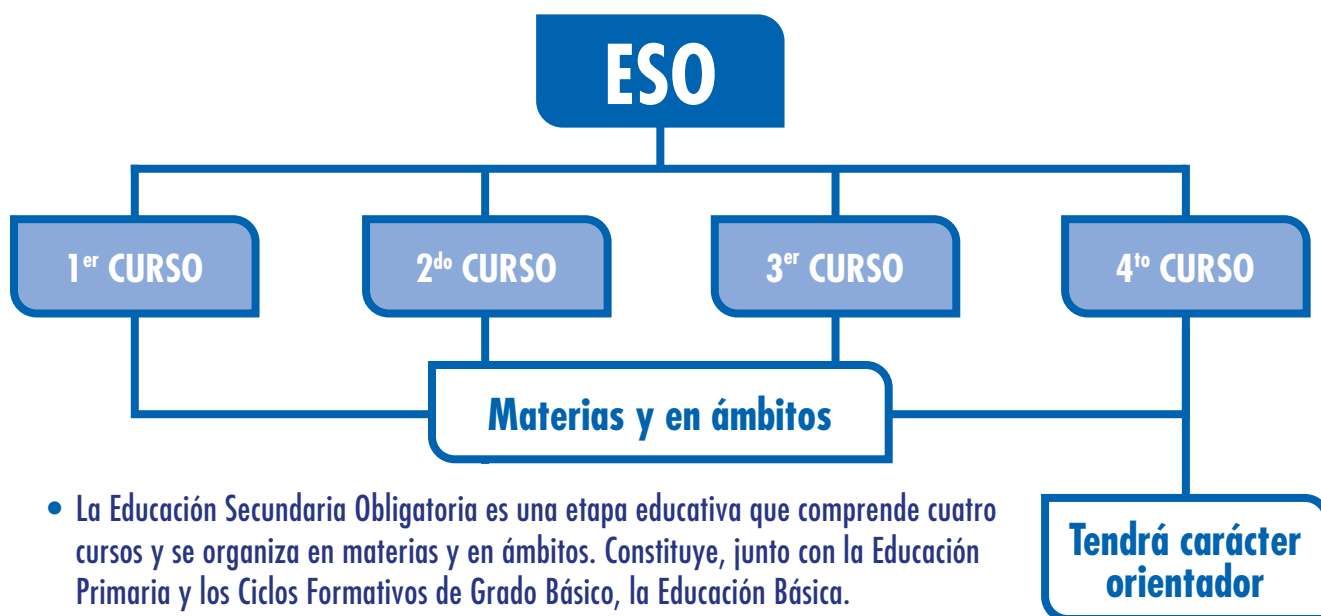 ESO
1er CURSO
2do CURSO
3er CURSO
4to CURSO
Materias y en ámbitos
• La Educación Secundaria Obligatoria es una etapa educativa que comprende cuatro
cursos y se organiza en materias y en ámbitos. Constituye, junto con la Educación
Primaria y los Ciclos Formativos de Grado Básico, la Educación Básica.
Tendrá carácter
orientador